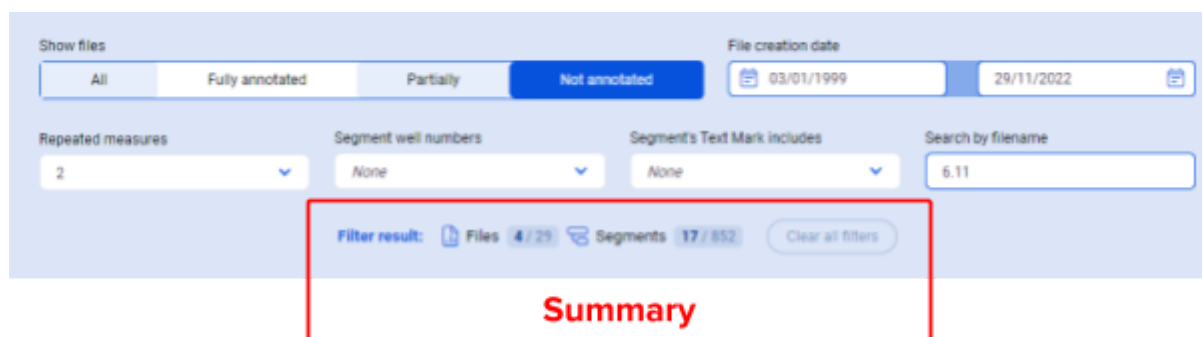 Show files
File creation date
All Fully annotated Partially Not annotated 03/01/1999 29/11/2022
Repeated measures Segment well numbers Segment's Text Mark includes Search by filename
2 None None 6.11
Filter result: Files 4 / 29 Segments 17 / 852 Clear all filters
Summary